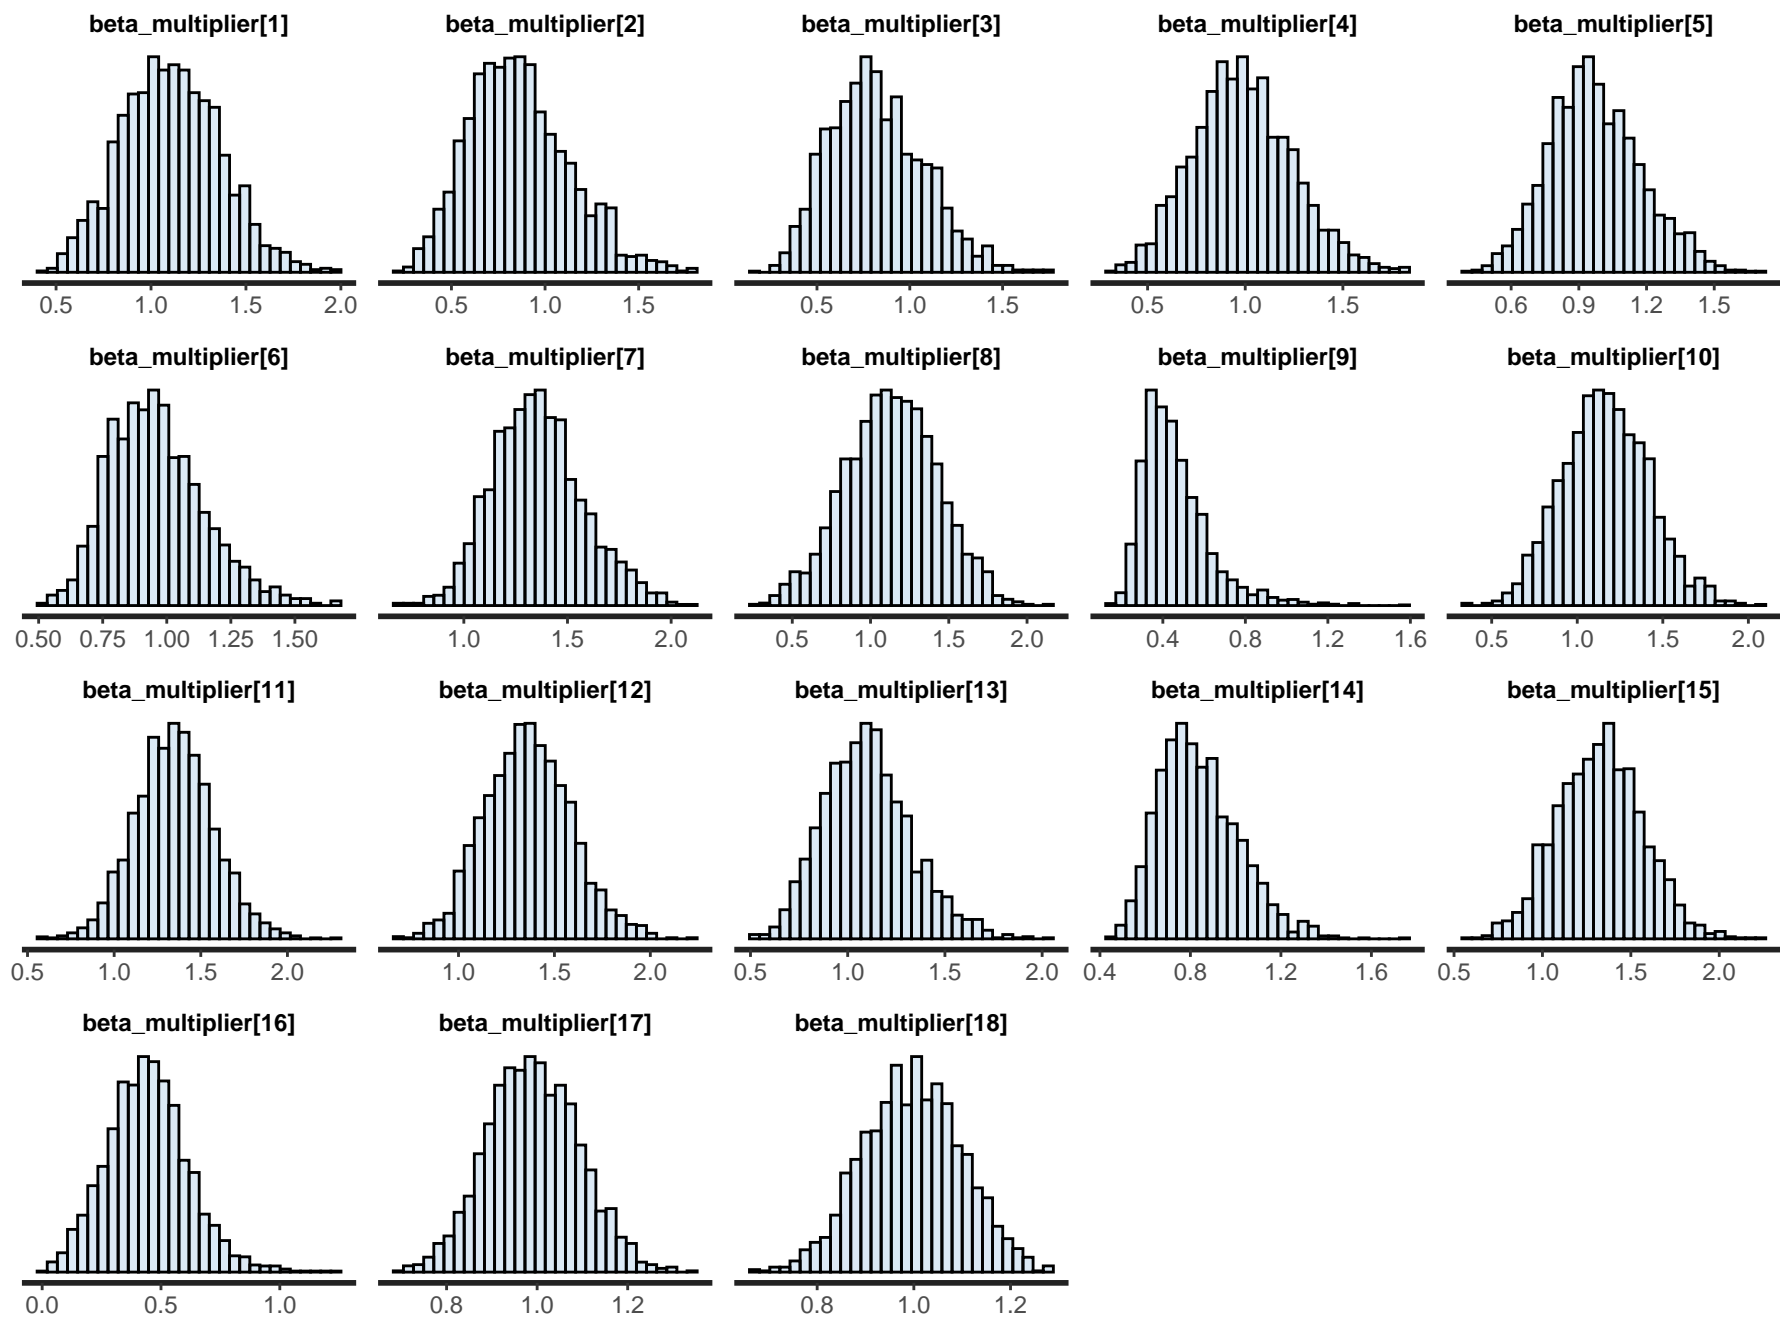 beta_multiplier[1] beta_multiplier[2] beta_multiplier[3] beta_multiplier[4] beta_multiplier[5]
0.5 1.0 1.5 2.0 0.5 1.0 1.5 0.5 1.0 1.5 0.5 1.0 1.5 0.6 0.9 1.2 1.5
beta_multiplier[6] beta_multiplier[7] beta_multiplier[8] beta_multiplier[9] beta_multiplier[10]
0.50 0.75 1.00 1.25 1.50 1.0 1.5 2.0 0.5 1.0 1.5 2.0 0.4 0.8 1.2 1.6 0.5 1.0 1.5 2.0
beta_multiplier[11] beta_multiplier[12] beta_multiplier[13] beta_multiplier[14] beta_multiplier[15]
0.5 1.0 1.5 2.0 1.0 1.5 2.0 0.5 1.0 1.5 2.0 0.4 0.8 1.2 1.6 0.5 1.0 1.5 2.0
beta_multiplier[16] beta_multiplier[17] beta_multiplier[18]
0.0 0.5 1.0 0.8 1.0 1.2 0.8 1.0 1.2